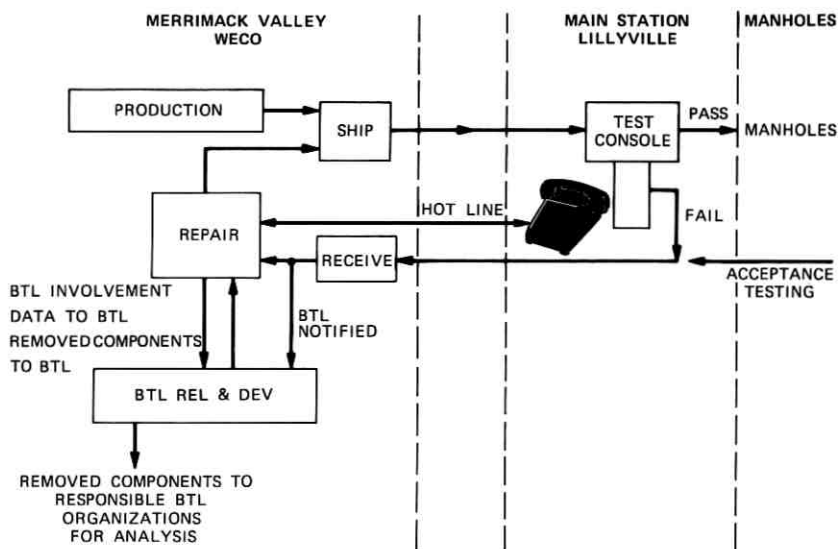 MERRIMACK VALLEY
WECO
MAIN STATION
LILLYVILLE
MANHOLES
PRODUCTION
SHIP
TEST
CONSOLE
PASS
MANHOLES
REPAIR
HOT LINE
FAIL
RECEIVE
ACCEPTANCE
TESTING
BTL INVOLVEMENT
DATA TO BTL
REMOVED COMPONENTS
TO BTL
BTL
NOTIFIED
BTL REL & DEV
REMOVED COMPONENTS TO
RESPONSIBLE BTL
ORGANIZATIONS
FOR ANALYSIS